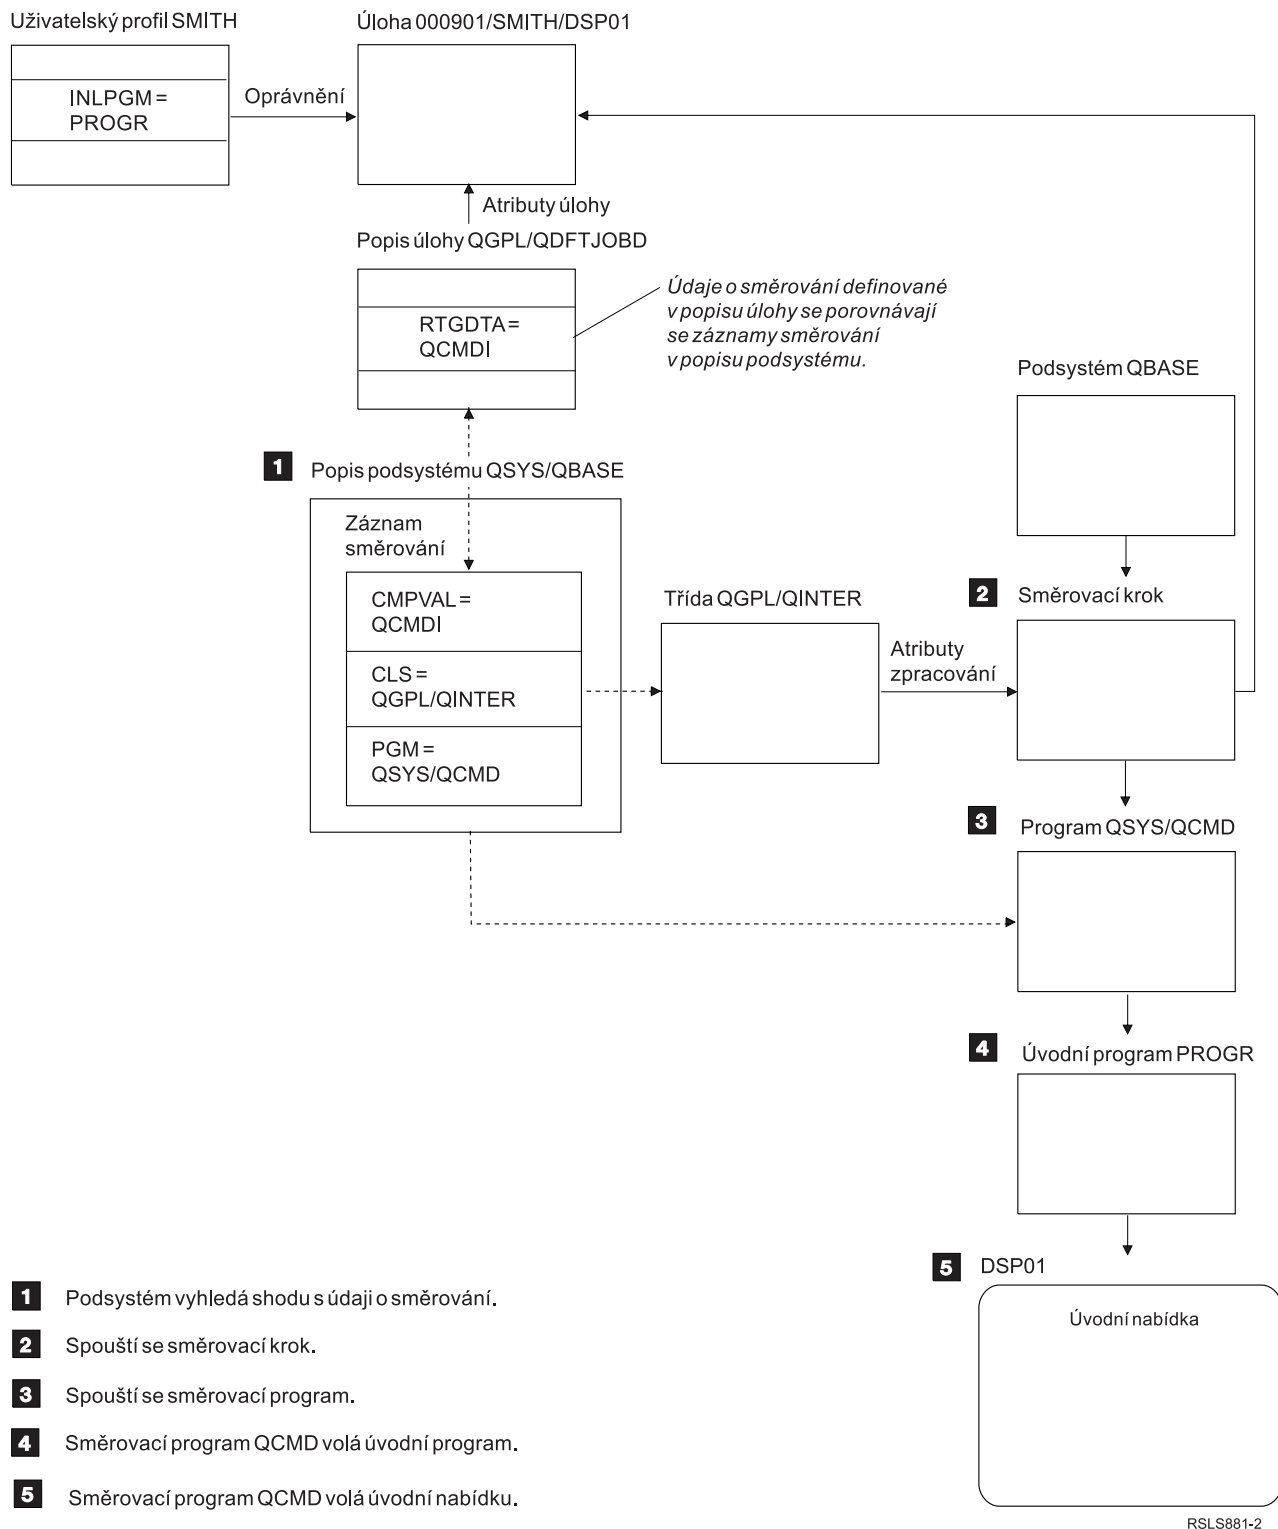 Uživatelský profil SMITH
Úloha 000901/SMITH/DSP01
INLPGM=
PROGR
Oprávnění
Atributy úlohy
Popis úlohy QGPL/QDFTJOBD
RTGDTA=
QCMDI
Údaje o směrování definované
v popisu úlohy se porovnávají
se záznamy směrování
v popisu podsystému.
Podsystém QBASE
1 Popis podsystému QSYS/QBASE
Záznam
směrování
CMPVAL=
QCMDI
CLS=
QGPL/QINTER
PGM=
QSYS/QCMD
Třída QGPL/QINTER
Atributy
zpracování
2 Směrovací krok
3 Program QSYS/QCMD
4 Úvodní program PROGR
5 DSP01
Úvodní nabídka
1 Podsystém vyhledá shodu s údaji o směrování.
2 Spouští se směrovací krok.
3 Spouští se směrovací program.
4 Směrovací program QCMD volá úvodní program.
5 Směrovací program QCMD volá úvodní nabídku.
RSLS881-2